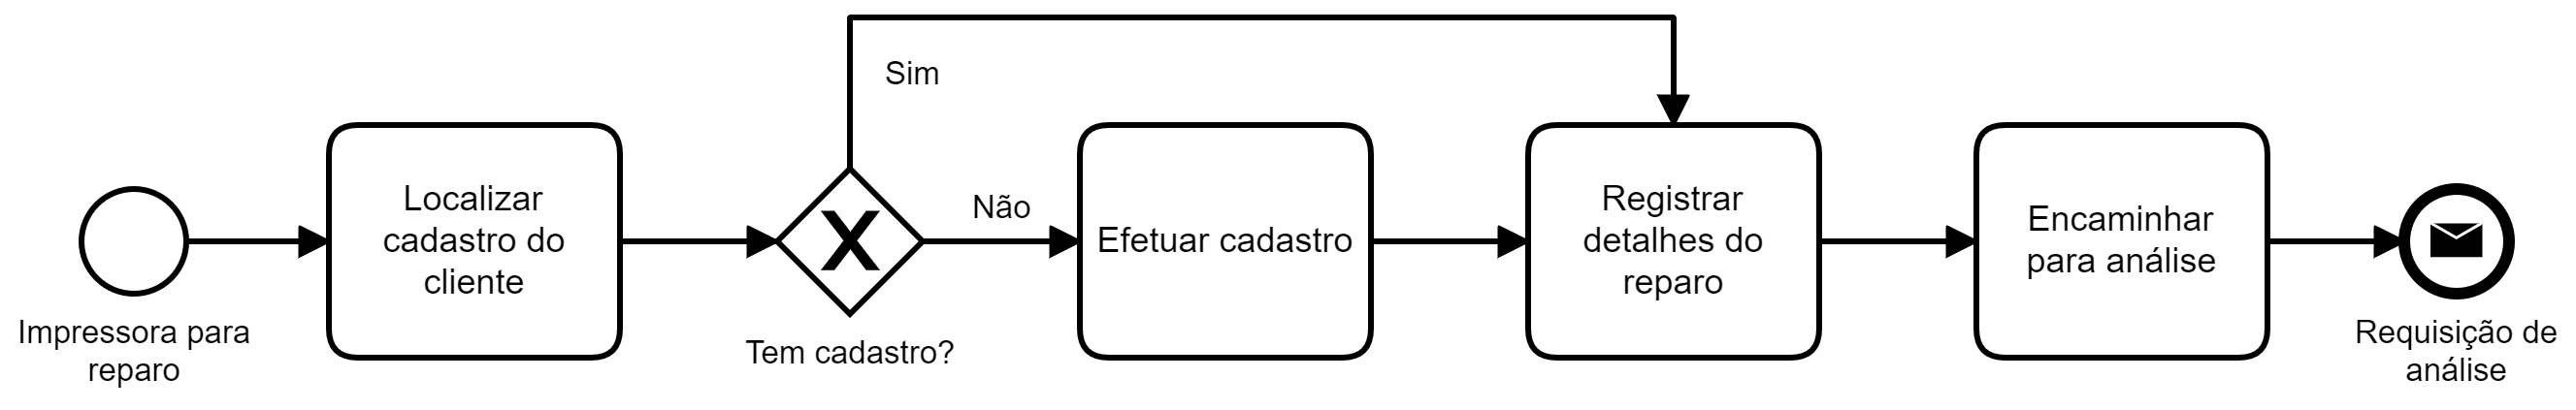 Impressora para
reparo
Localizar
cadastro do
cliente
Tem cadastro?
Sim
Não
Efetuar cadastro
Registrar
detalhes do
reparo
Encaminhar
para análise
Requisição de
análise